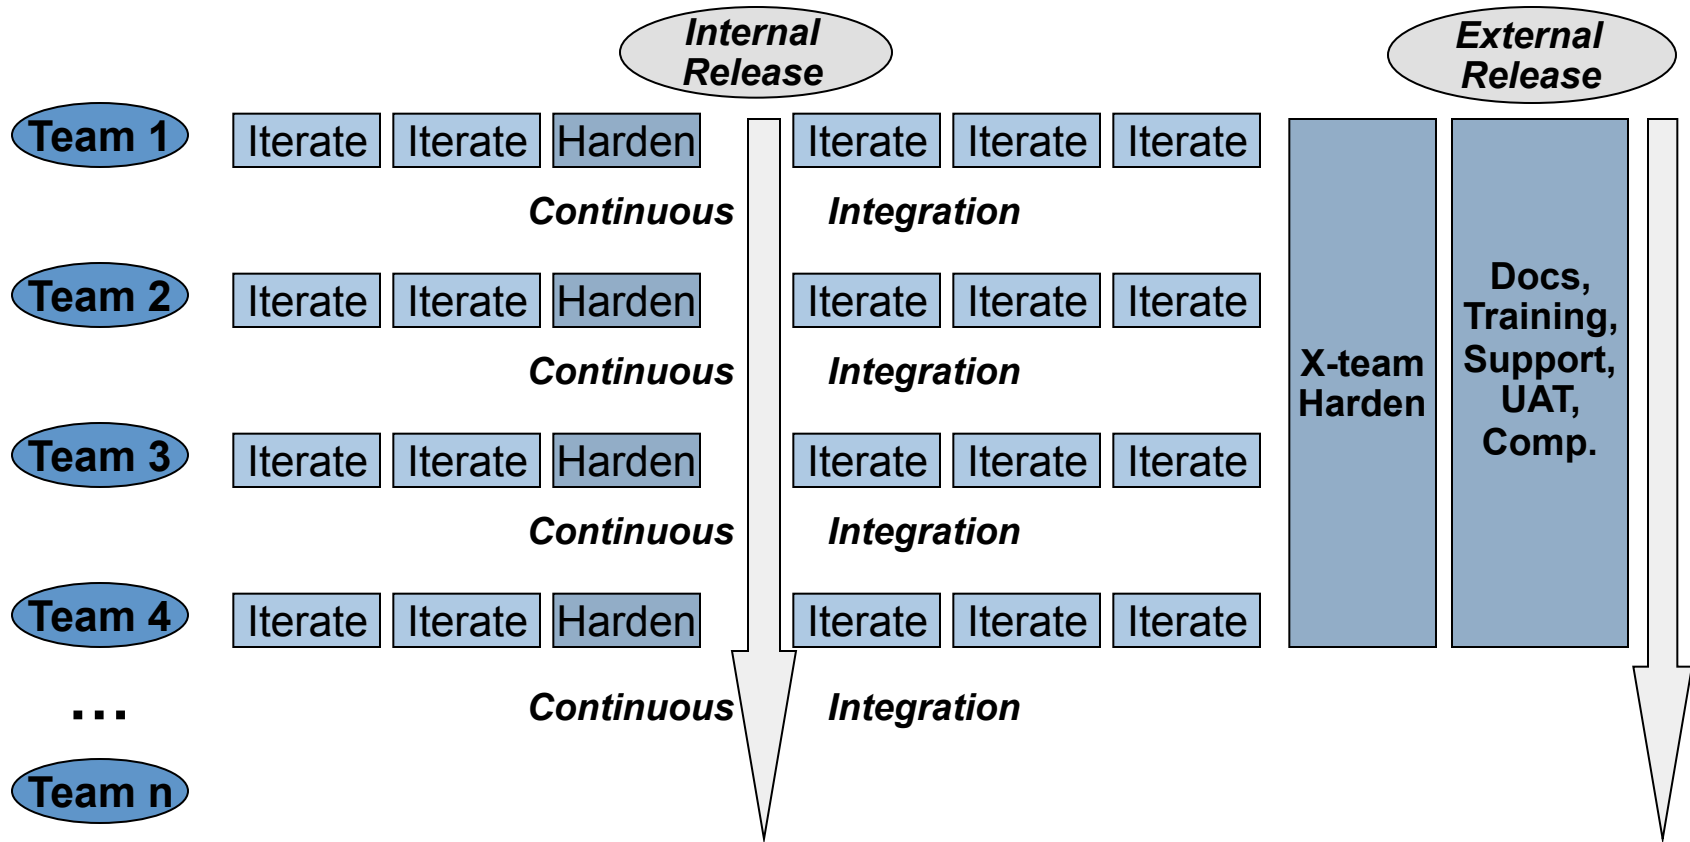 Internal
Release
External
Release
Team 1
Iterate Iterate Harden Iterate Iterate Iterate
Continuous Integration
Team 2
Iterate Iterate Harden Iterate Iterate Iterate
Continuous Integration
Team 3
Iterate Iterate Harden Iterate Iterate Iterate
Continuous Integration
Team 4
Iterate Iterate Harden Iterate Iterate Iterate
Continuous Integration
...
Team n
X-team
Harden
Docs,
Training,
Support,
UAT,
Comp.